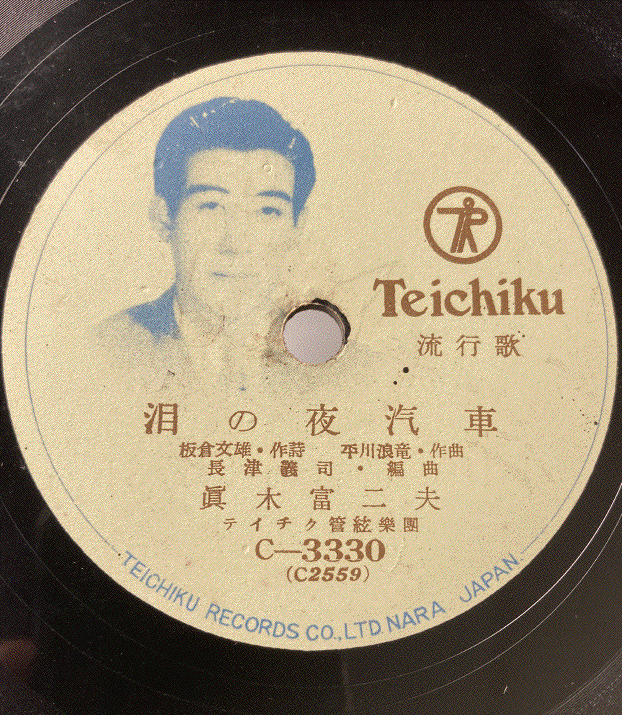 Teichiku
流行歌
泪の夜汽車
板倉文雄・作詩 平川浪竜・作曲
長津義司・編曲
眞木富二夫
テイチク管絃樂團
C—3330
(C2559)
TEICHIKU RECORDS CO.,LTD.NARA. JAPAN.